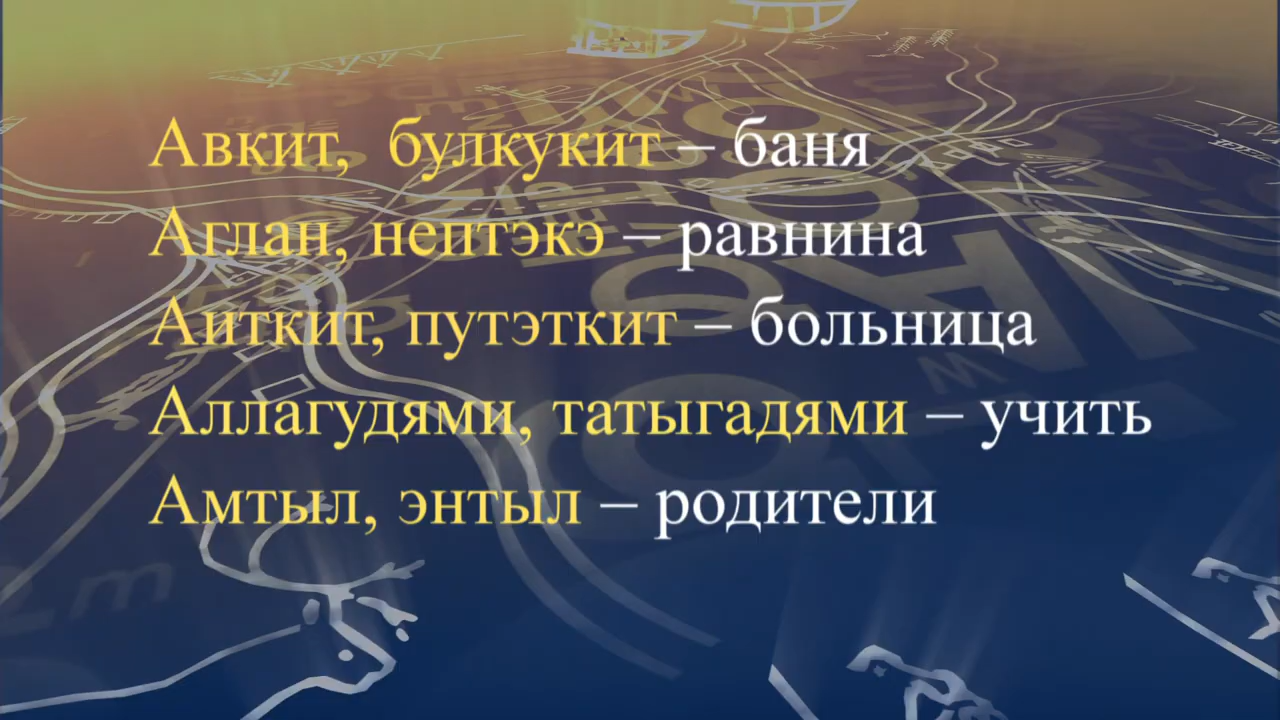 Авкит, булкукит – баня
Аглан, нептэкэ – равнина
Аиткит, путэткит – больница
Аллагудями, татыгадями – учить
Амтыл, энтыл – родители